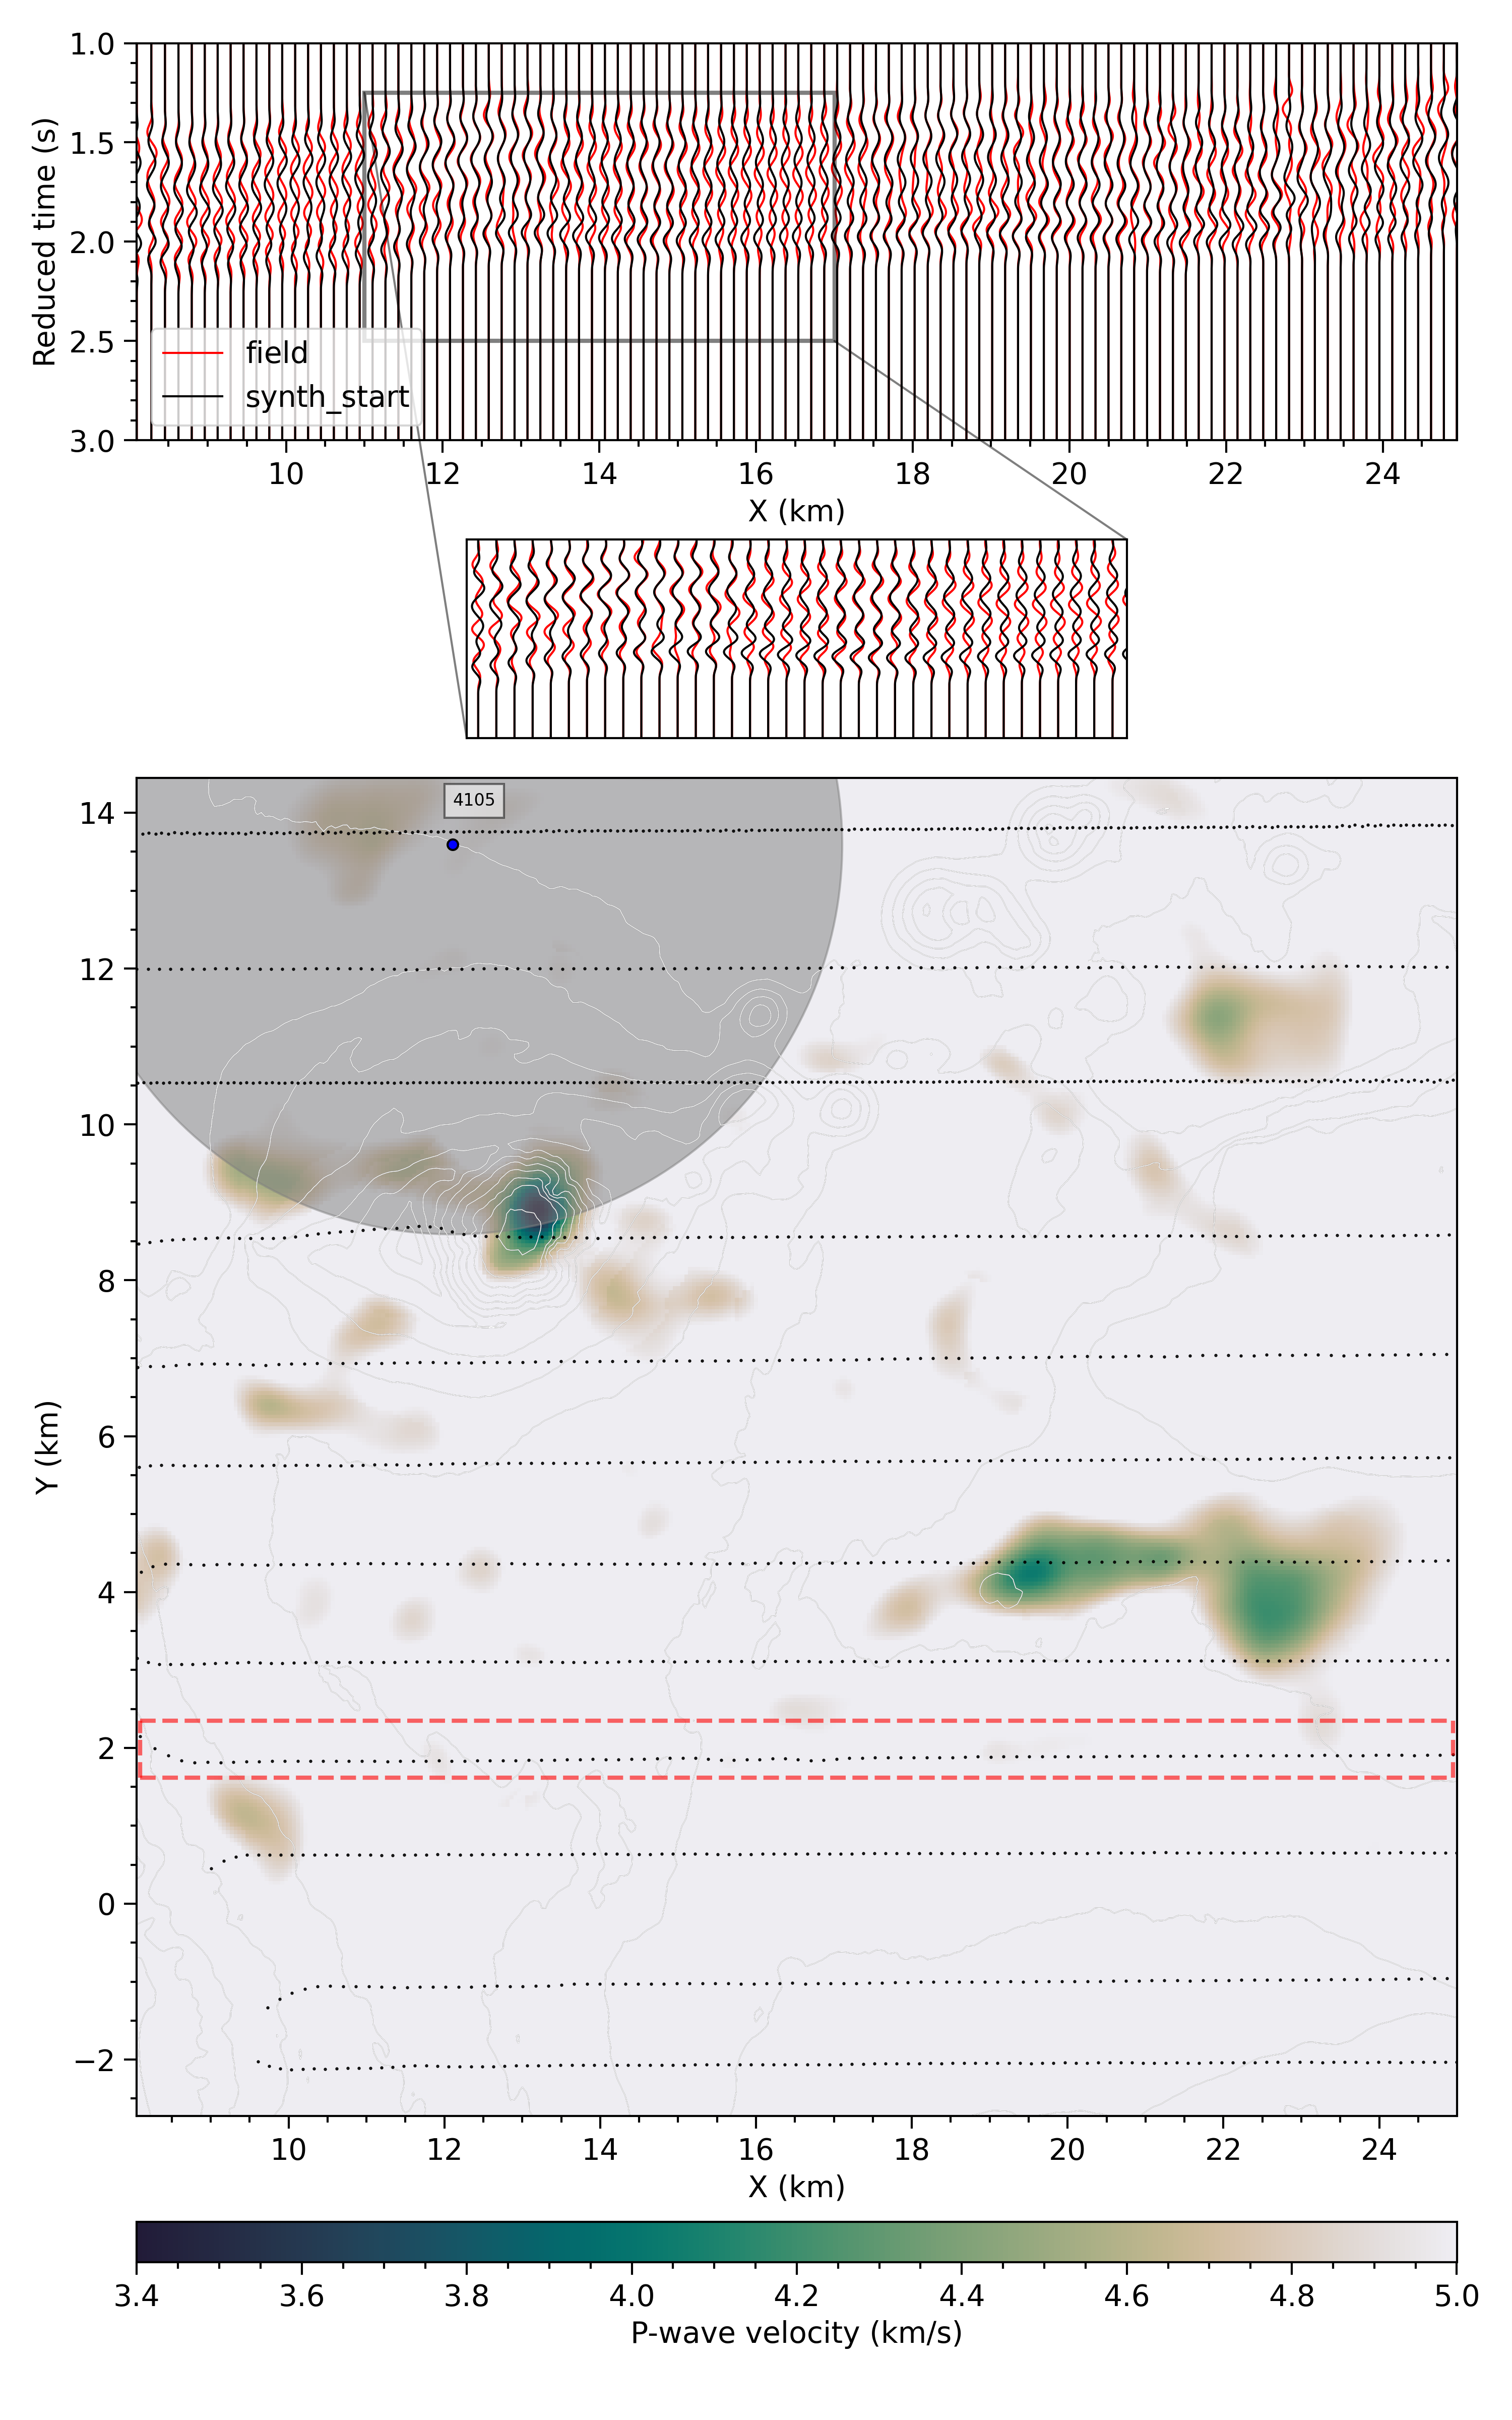 1.0
1.5
2.0
2.5
3.0
Reduced time (s)
field
synth_start
10 12 14 16 18 20 22 24
X (km)
4105
14
12
10
8
6
4
2
0
−2
Y (km)
10 12 14 16 18 20 22 24
X (km)
3.4 3.6 3.8 4.0 4.2 4.4 4.6 4.8 5.0
P-wave velocity (km/s)